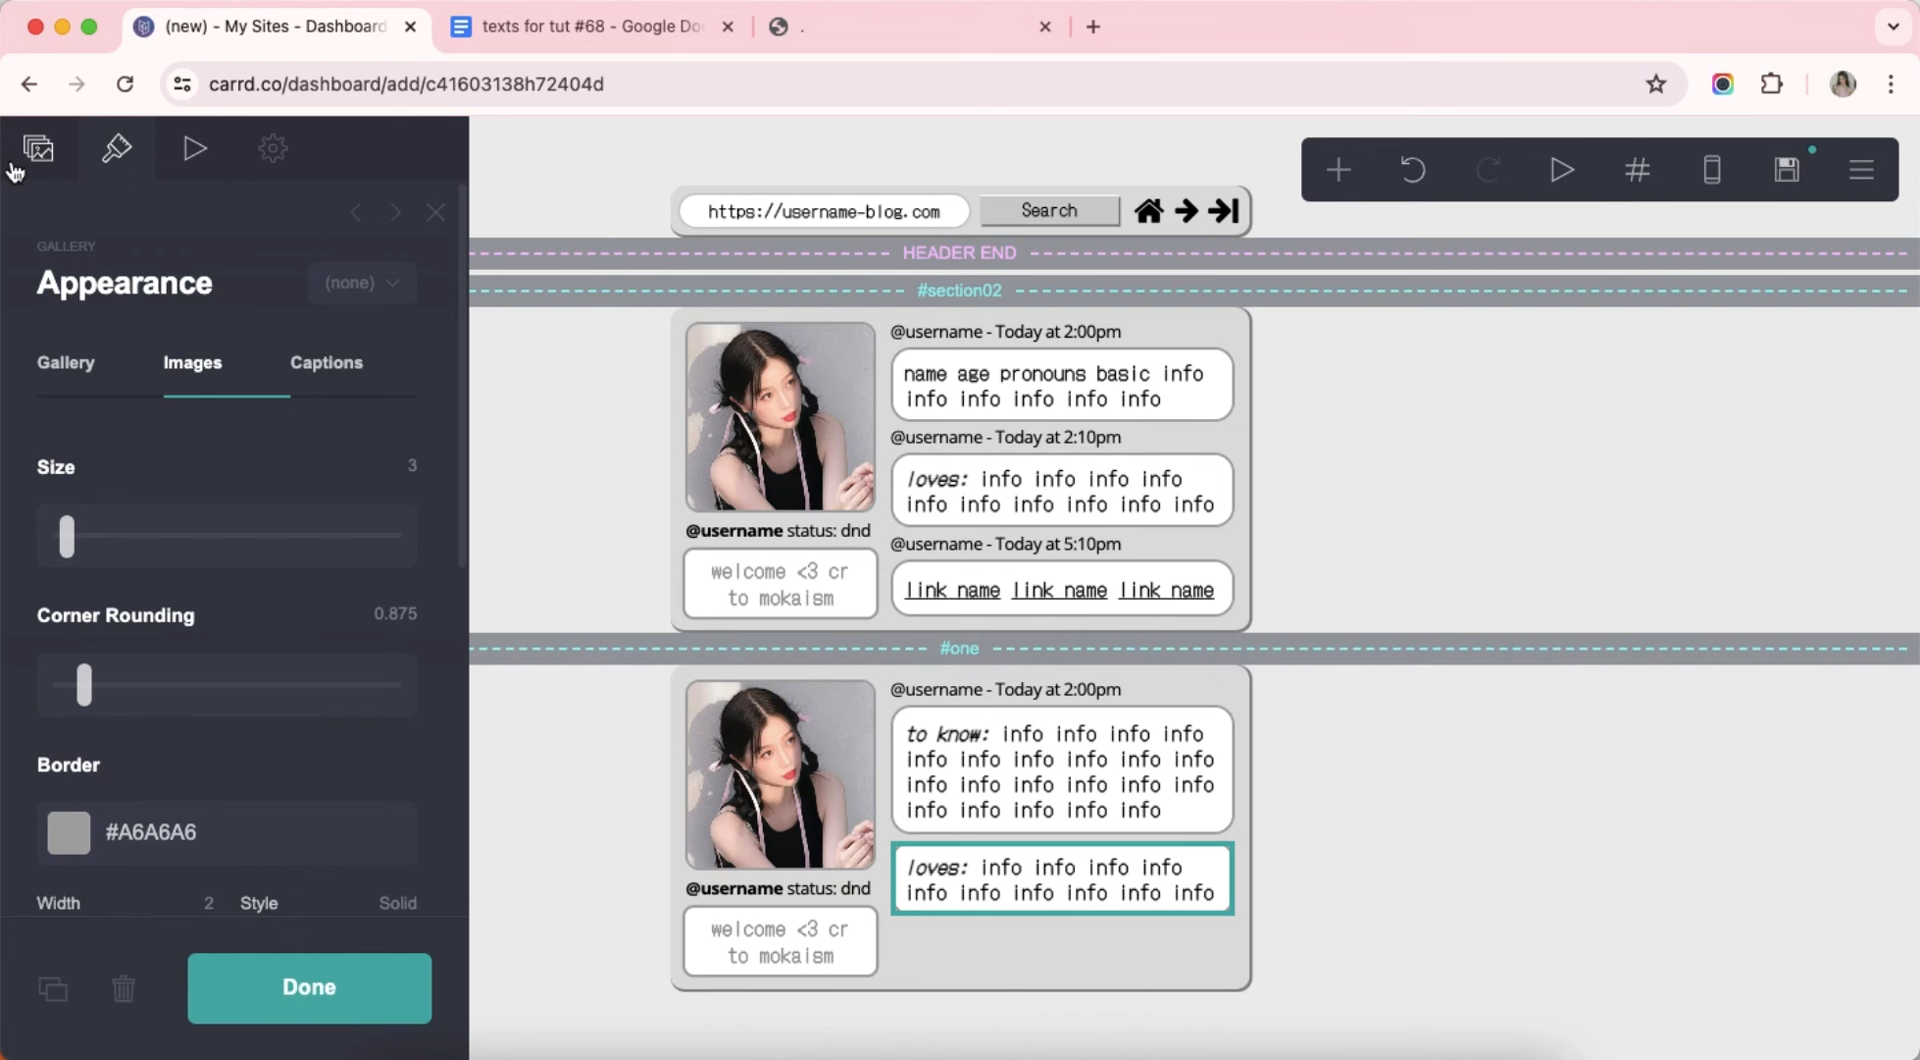 (new) - My Sites - Dashboard
texts for tut #68 - Google Do
.
carrd.co/dashboard/add/c41603138h72404d
GALLERY
Appearance
(none)
Gallery
Images
Captions
Size
3
Corner Rounding
0.875
Border
#A6A6A6
Width
2
Style
Solid
Done
https://username-blog.com
Search
HEADER END
#section02
@username status: dnd
welcome <3 cr
to mokaism
@username - Today at 2:00pm
name age pronouns basic info
info info info info info
@username - Today at 2:10pm
loves: info info info info
info info info info info info
@username - Today at 5:10pm
link name link name link name
#one
@username status: dnd
welcome <3 cr
to mokaism
@username - Today at 2:00pm
to know: info info info info
info info info info info info
info info info info info info
info info info info info
loves: info info info info
info info info info info info